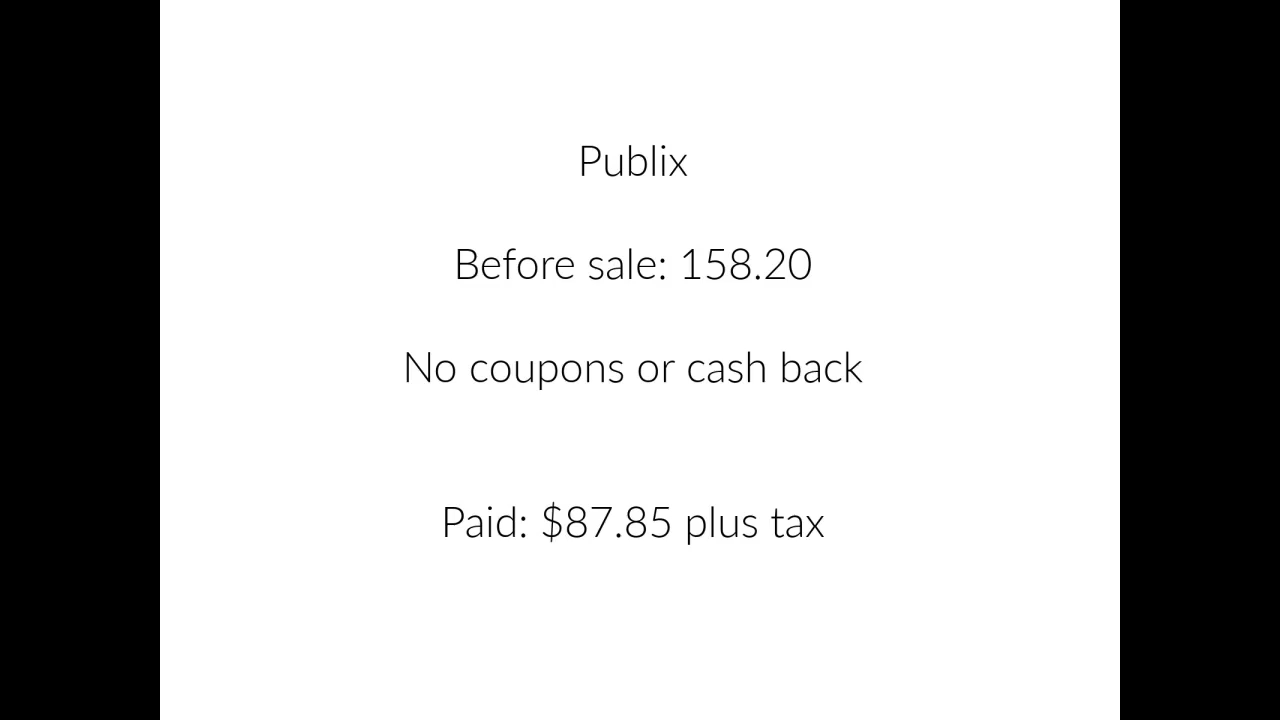 Publix
Before sale: 158.20
No coupons or cash back
Paid: $87.85 plus tax